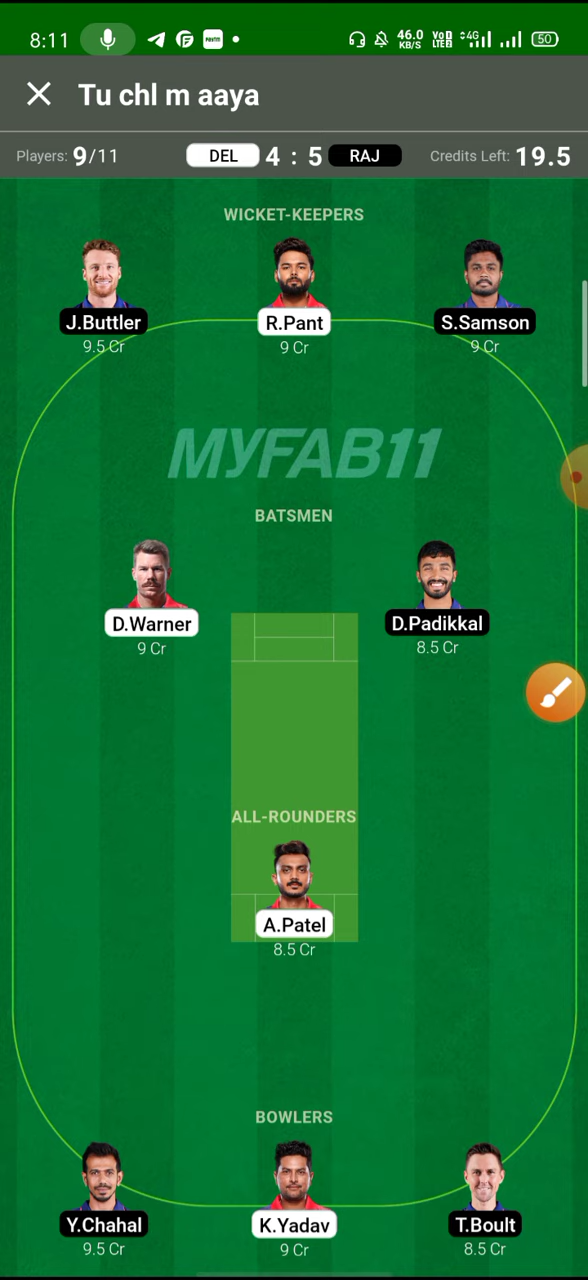 8:11 46.0 KB/S VoD LTE2 4G 50
Tu chl m aaya
Players: 9/11 DEL 4 : 5 RAJ Credits Left: 19.5
WICKET-KEEPERS
J.Buttler R.Pant S.Samson
9.5 Cr 9 Cr 9 Cr
MYFAB11
BATSMEN
D.Warner D.Padikkal
9 Cr 8.5 Cr
ALL-ROUNDERS
A.Patel
8.5 Cr
BOWLERS
Y.Chahal K.Yadav T.Boult
9.5 Cr 9 Cr 8.5 Cr